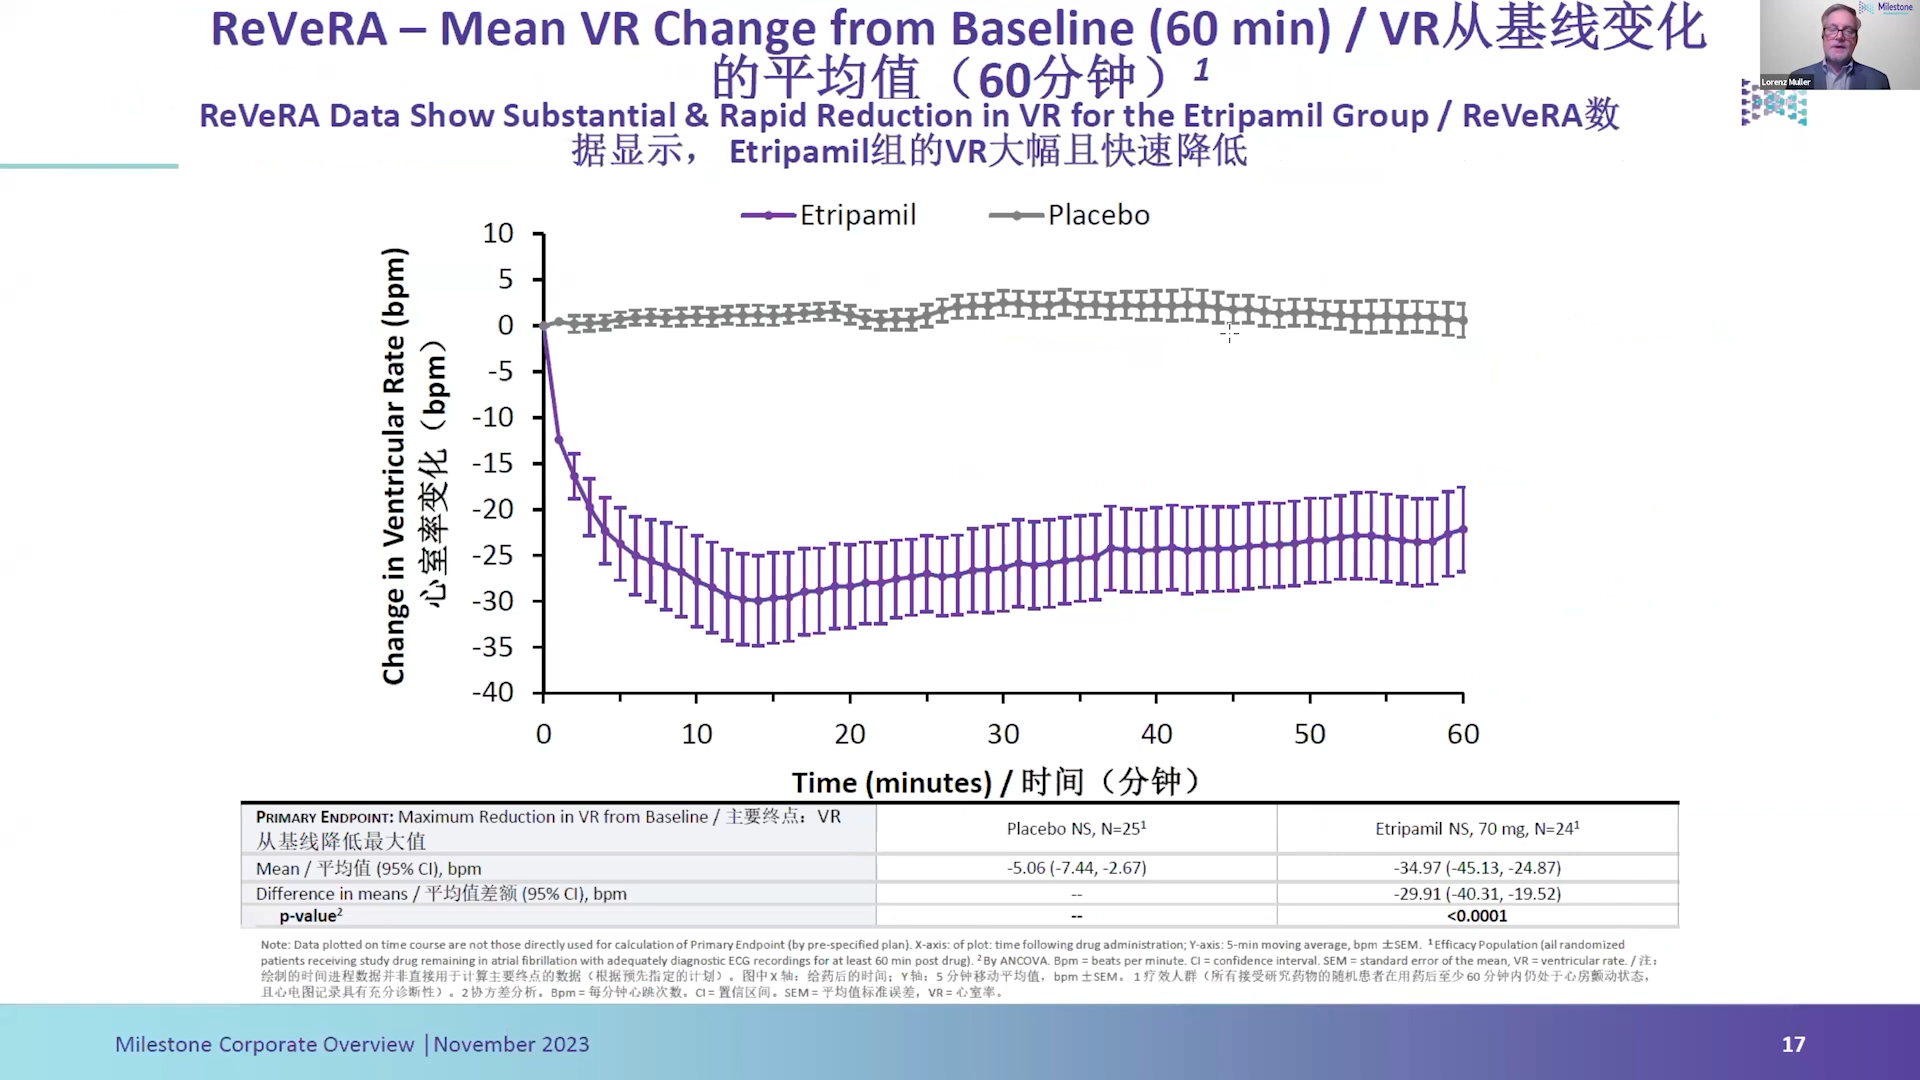 ReVeRA – Mean VR Change from Baseline (60 min) / VR从基线变化
的平均值（60分钟）1
ReVeRA Data Show Substantial & Rapid Reduction in VR for the Etripamil Group / ReVeRA数
据显示， Etripamil组的VR大幅且快速降低
Milestone
Lorenz Muller
Etripamil
Placebo
Change in Ventricular Rate (bpm)
心室率变化（bpm）
10
5
0
-5
-10
-15
-20
-25
-30
-35
-40
0 10 20 30 40 50 60
Time (minutes) / 时间（分钟）
PRIMARY ENDPOINT: Maximum Reduction in VR from Baseline / 主要终点：VR
从基线降低最大值
Placebo NS, N=251
Etripamil NS, 70 mg, N=241
Mean / 平均值 (95% CI), bpm
-5.06 (-7.44, -2.67)
-34.97 (-45.13, -24.87)
Difference in means / 平均值差额 (95% CI), bpm
--
-29.91 (-40.31, -19.52)
p-value2
--
<0.0001
Note: Data plotted on time course are not those directly used for calculation of Primary Endpoint (by pre-specified plan). X-axis: of plot: time following drug administration; Y-axis: 5-min moving average, bpm ±SEM. 1Efficacy Population (all randomized
patients receiving study drug remaining in atrial fibrillation with adequately diagnostic ECG recordings for at least 60 min post drug). 2By ANCOVA. Bpm = beats per minute. CI = confidence interval. SEM = standard error of the mean, VR = ventricular rate. / 注：
绘制的时间进程数据并非直接用于计算主要终点的数据（根据预先指定的计划）。图中X 轴：给药后的时间；Y 轴：5 分钟移动平均值，bpm ±SEM。1 疗效人群（所有接受研究药物的随机患者在用药后至少60 分钟内仍处于心房颤动状态，
且心电图记录具有充分诊断性）。2 协方差分析。Bpm = 每分钟心跳次数。CI = 置信区间。SEM = 平均值标准误差，VR = 心室率。
Milestone Corporate Overview |November 2023
17